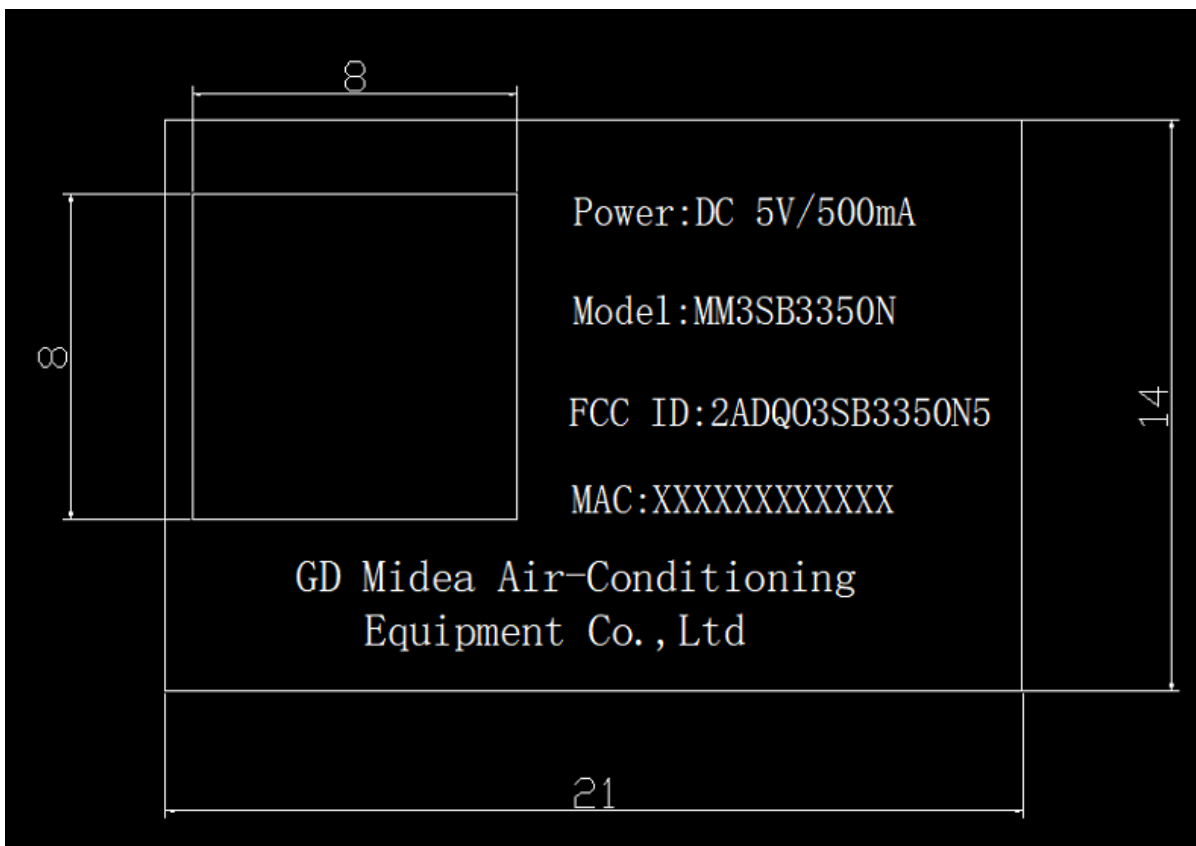 8
Power:DC 5V/500mA
Model:MM3SB3350N
8
FCC ID:2ADQO3SB3350N5
14
MAC:XXXXXXXXXXXX
GD Midea Air-Conditioning
Equipment Co.,Ltd
21